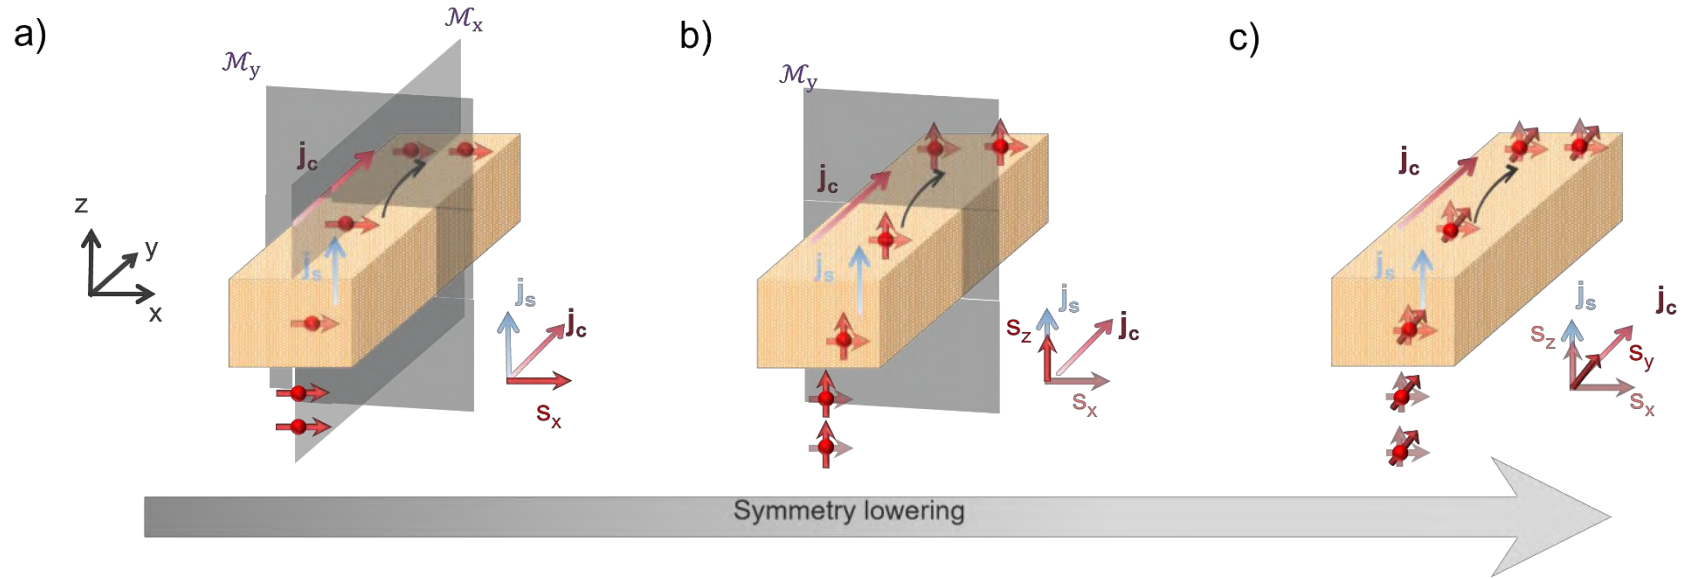 a)
ℳx
ℳy
jc
js
z
y
x
js
jc
sx
b)
ℳy
jc
js
js
sz
jc
sx
c)
jc
js
js
jc
sz
sy
sx
Symmetry lowering